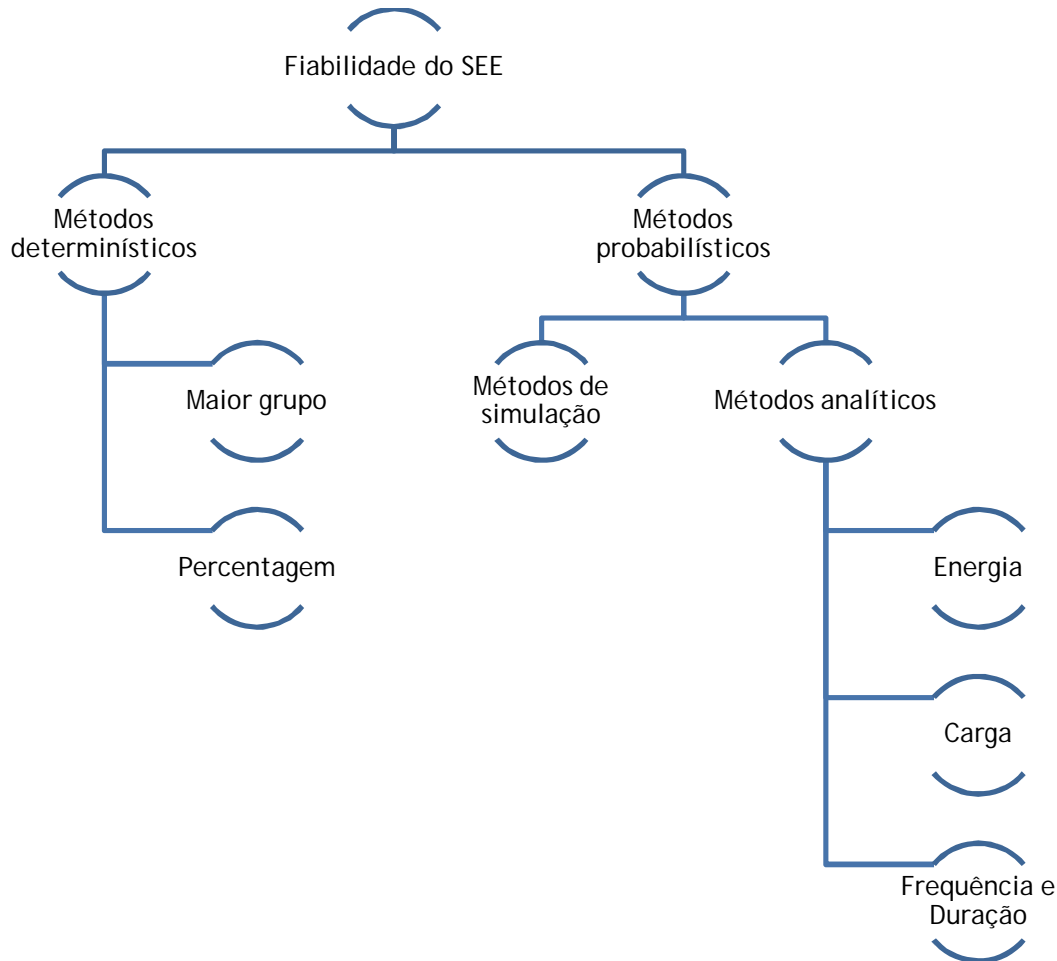 Fiabilidade do SEE
Métodos
determinísticos
Métodos
probabilísticos
Maior grupo
Percentagem
Métodos de
simulação
Métodos analíticos
Energia
Carga
Frequência e
Duração